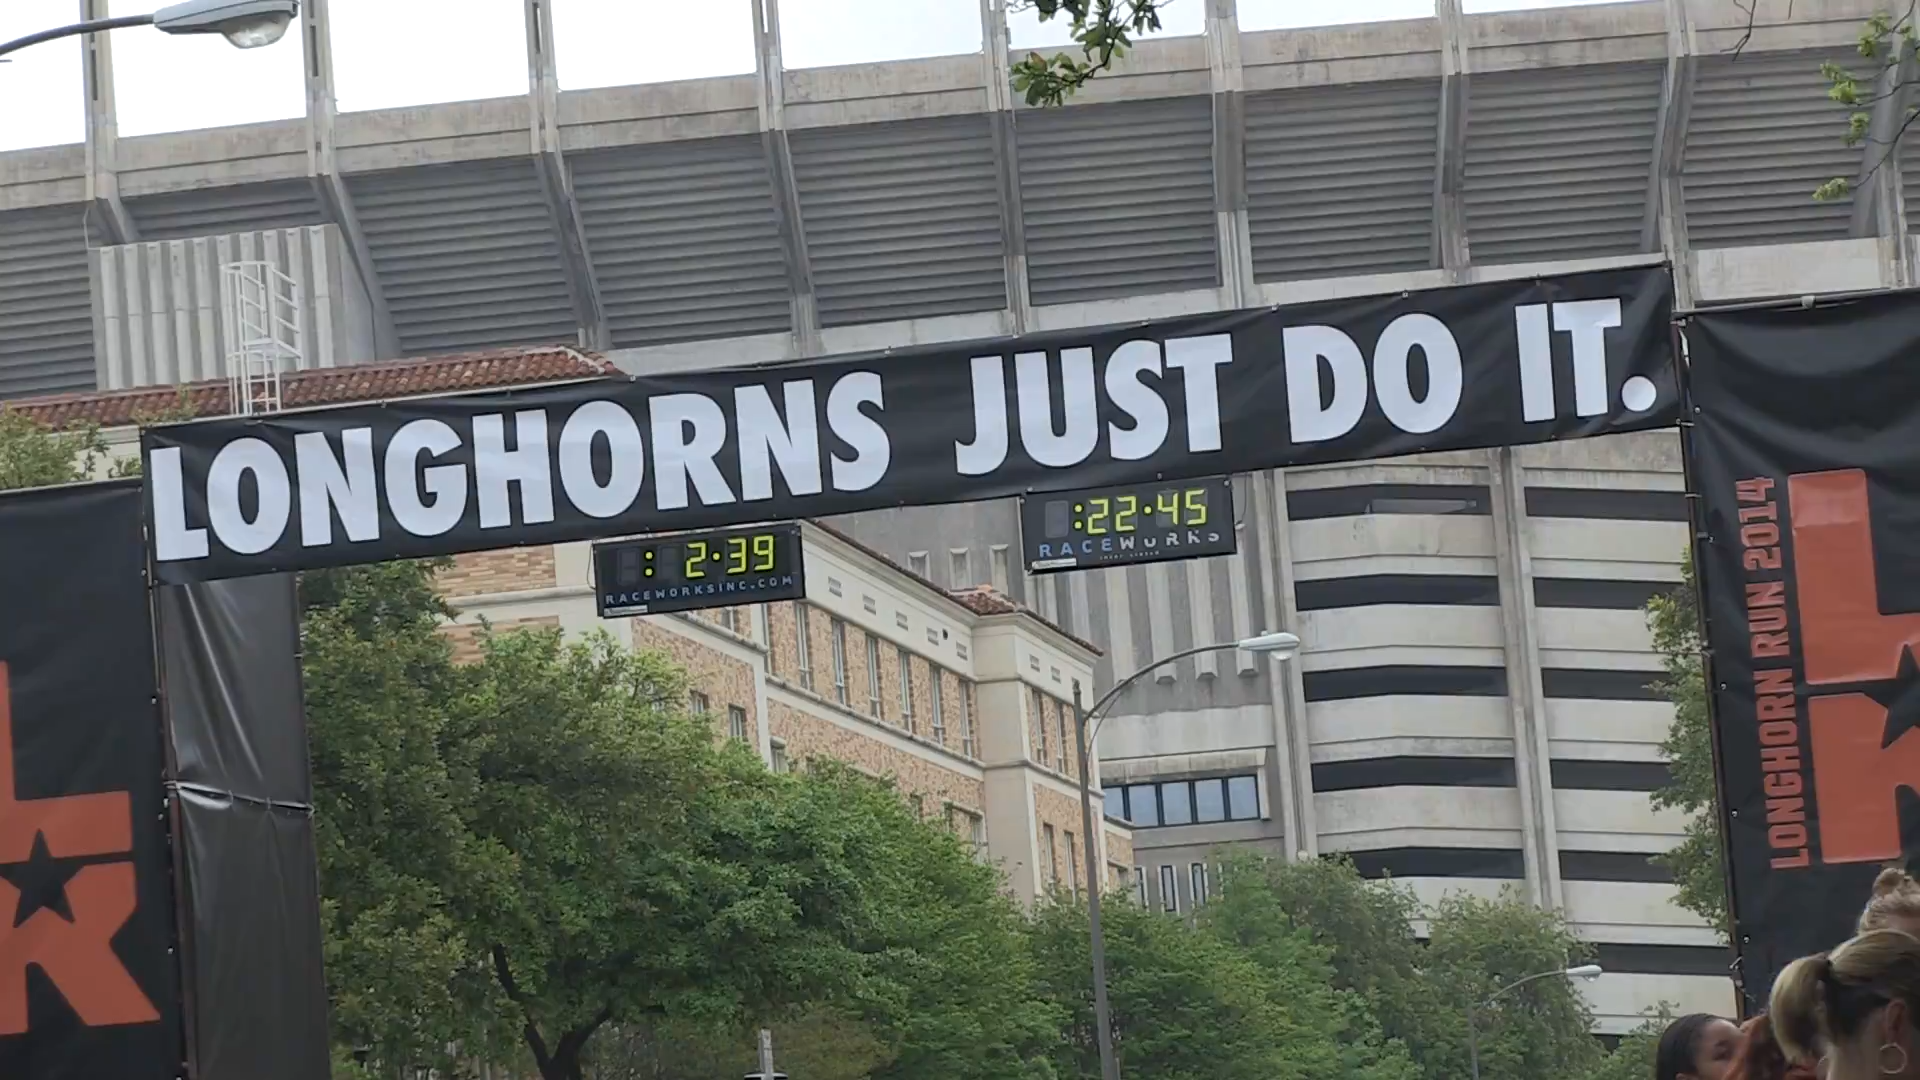 LONGHORNS JUST DO IT.
:22:45
RACEWORKS
: 2:39
RACEWORKSINC.COM
LONGHORN RUN 2014
L
R
L
R